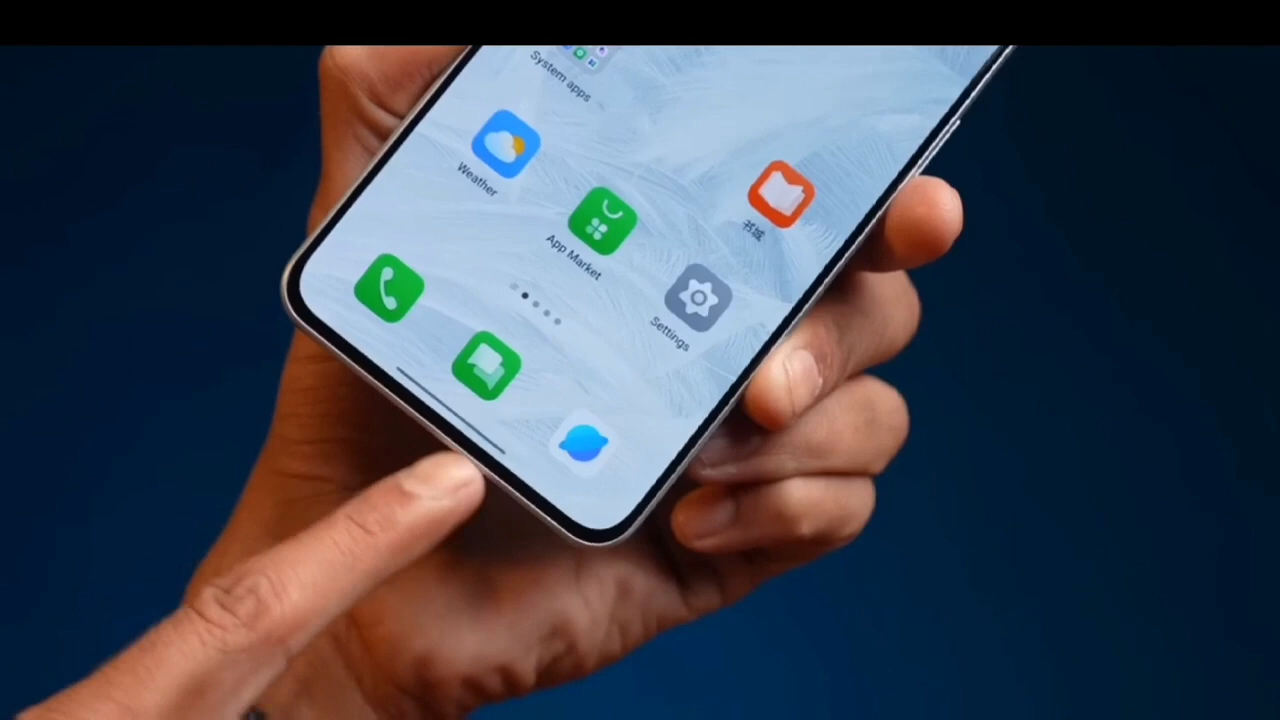 System apps
Weather
App Market
书城
Settings